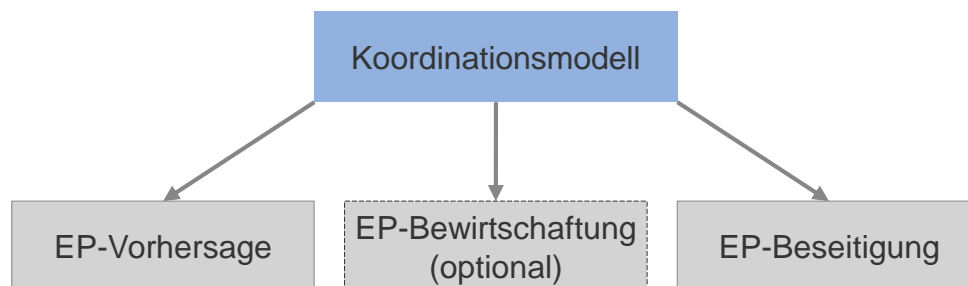 Koordinationsmodell
EP-Vorhersage
EP-Bewirtschaftung
(optional)
EP-Beseitigung